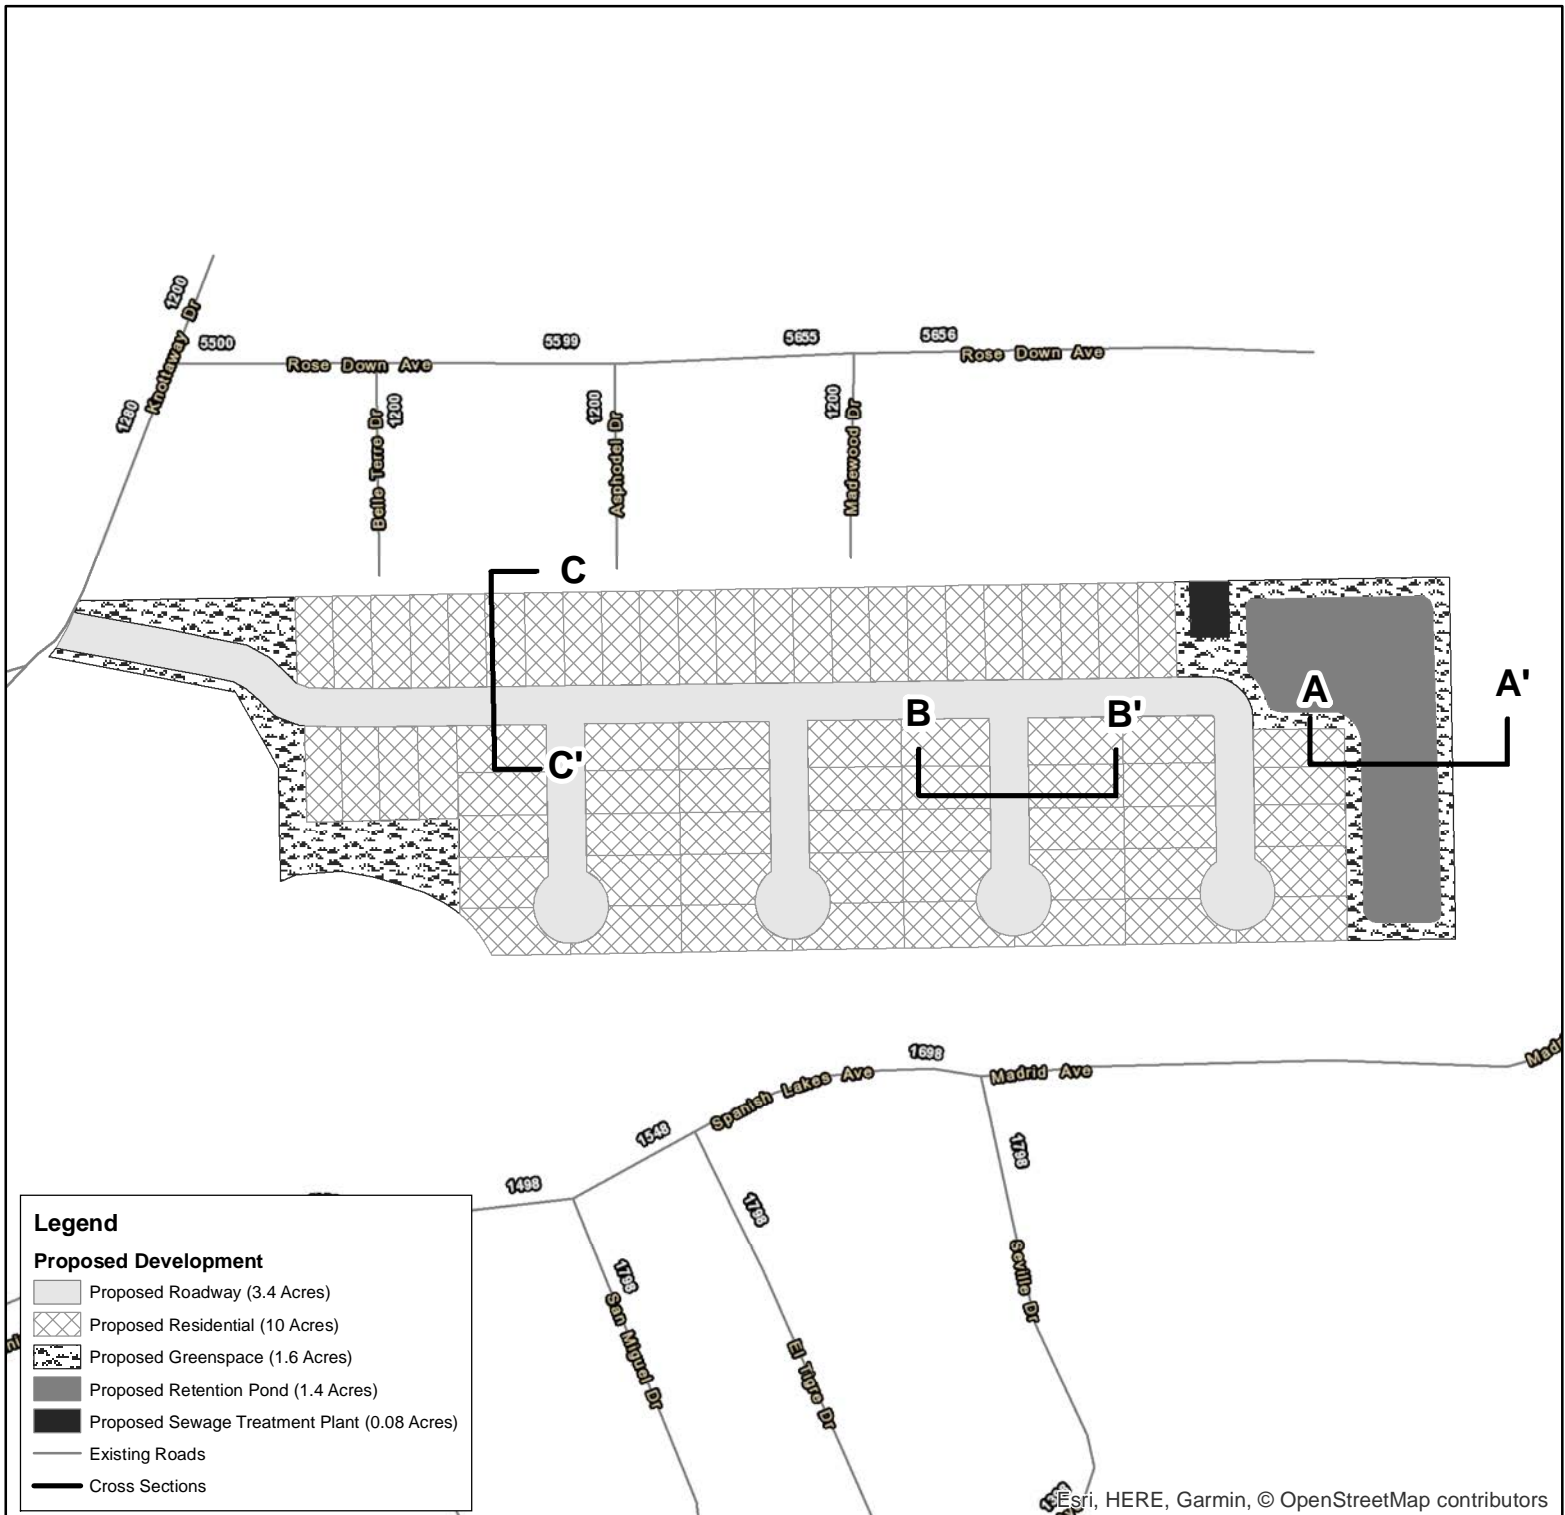 1200
Knottaway Dr
1280
5500
Rose Down Ave
5599
5655
5656
Rose Down Ave
Belle Terre Dr
1200
1200
Asphodel Dr
1200
Madewood Dr
C
C'
B
B'
A
A'
1698
Spanish Lakes Ave
Madrid Ave
1548
1498
1798
San Miguel Dr
1798
El Tigre Dr
1798
Seville Dr
Legend
Proposed Development
Proposed Roadway (3.4 Acres)
Proposed Residential (10 Acres)
Proposed Greenspace (1.6 Acres)
Proposed Retention Pond (1.4 Acres)
Proposed Sewage Treatment Plant (0.08 Acres)
Existing Roads
Cross Sections
Esri, HERE, Garmin, © OpenStreetMap contributors